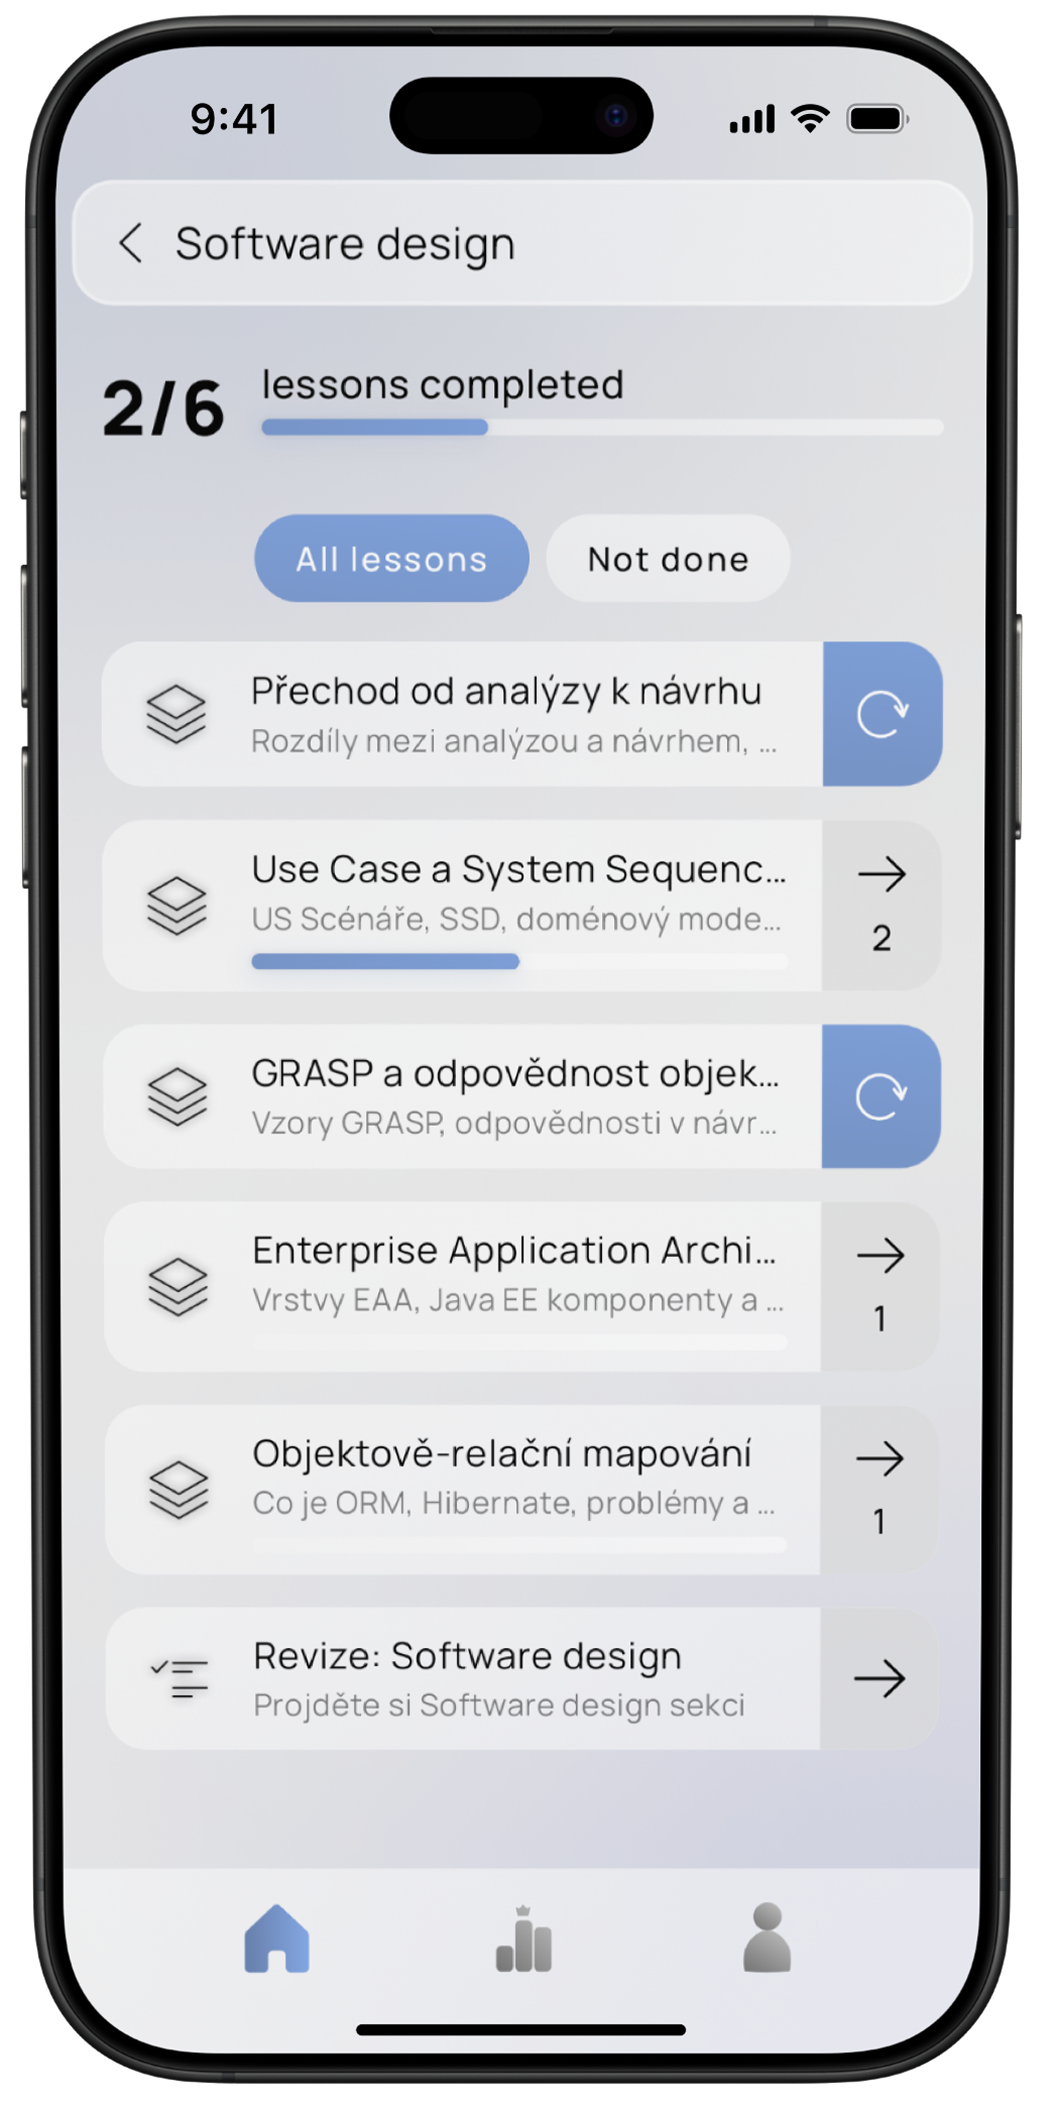 9:41
Software design
2/6
lessons completed
All lessons
Not done
Přechod od analýzy k návrhu
Rozdíly mezi analýzou a návrhem, ...
Use Case a System Sequenc...
US Scénáře, SSD, doménový mode...
2
GRASP a odpovědnost objek...
Vzory GRASP, odpovědnosti v návr...
Enterprise Application Archi...
Vrstvy EAA, Java EE komponenty a ...
1
Objektově-relační mapování
Co je ORM, Hibernate, problémy a ...
1
Revize: Software design
Projděte si Software design sekci